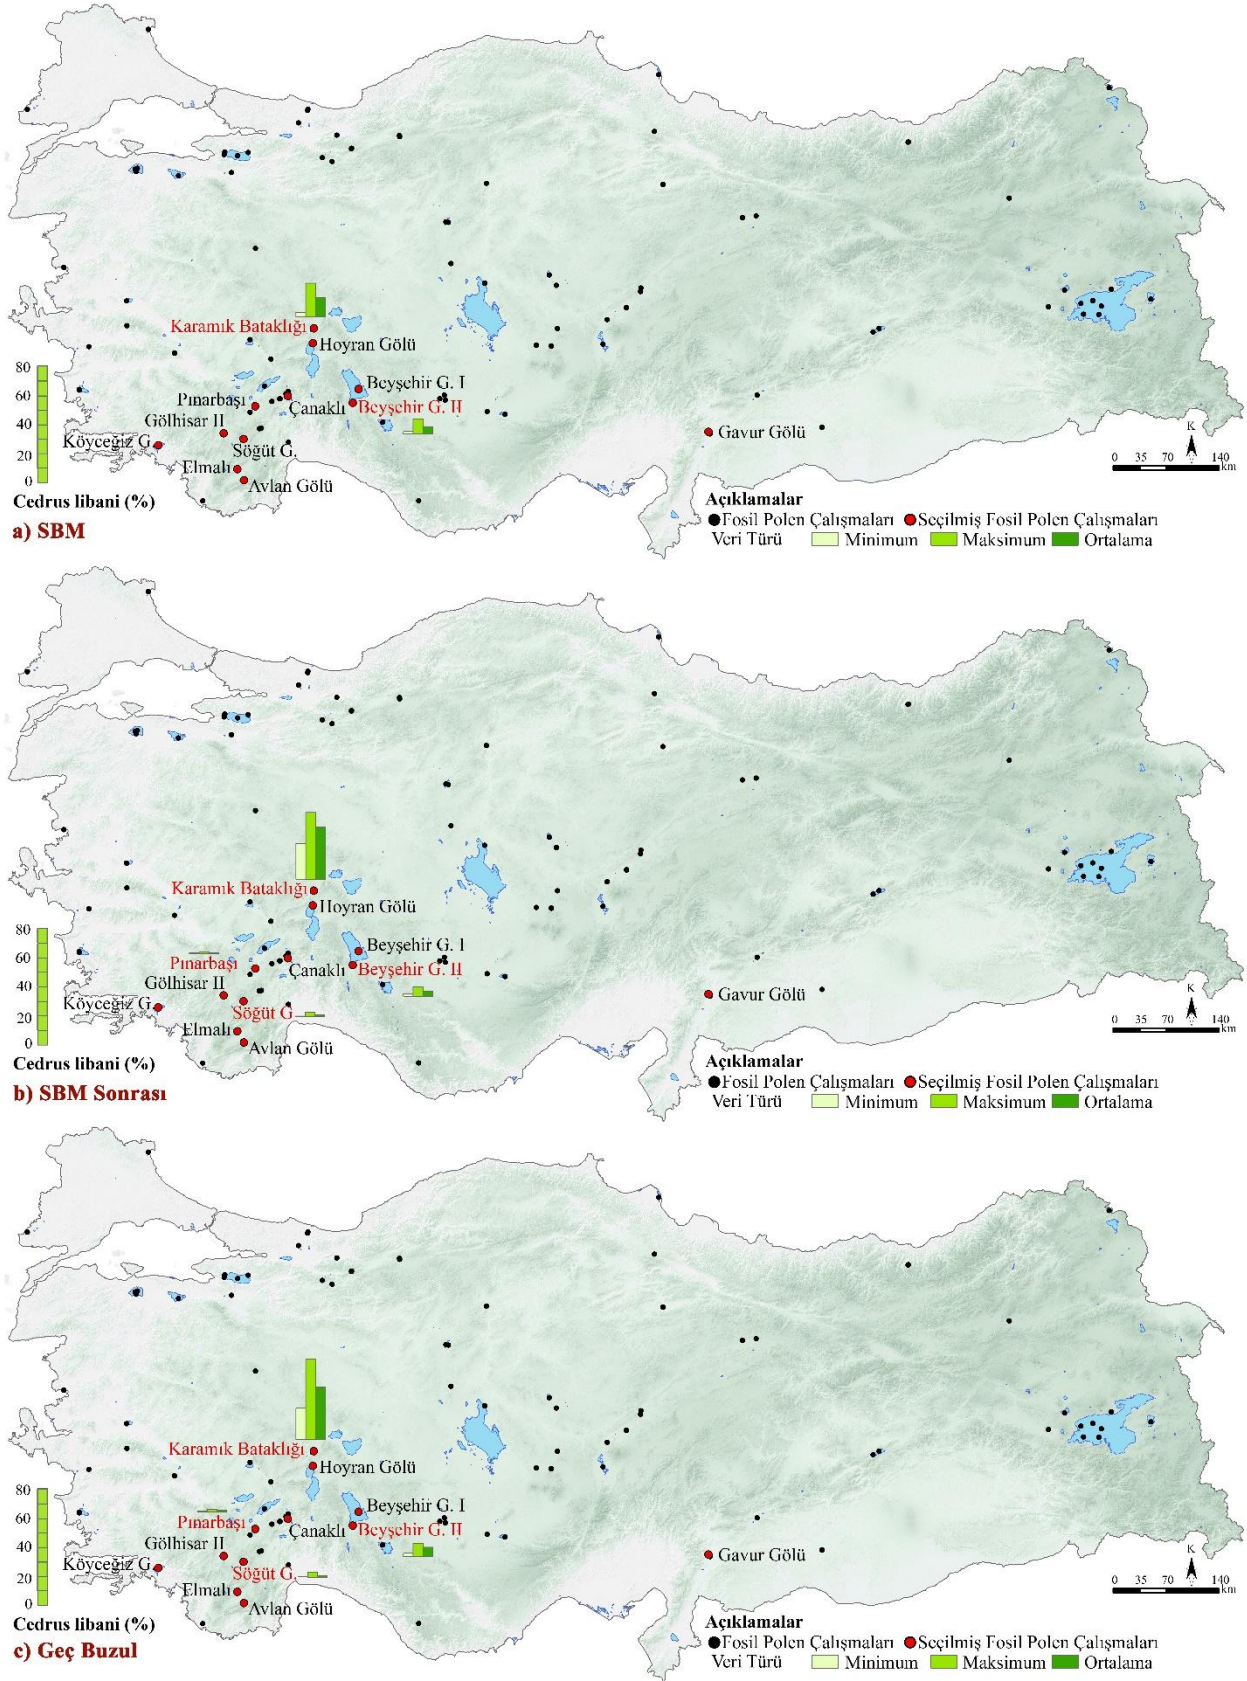 Karamık Bataklığı
Hoyran Gölü
80
60
40
20
0
Beyşehir G. I
Pınarbaşı
Çanaklı
Beyşehir G. II
Gölhisar II
Köyceğiz G.
Söğüt G.
Gavur Gölü
K
Elmalı
Avlan Gölü
0 35 70 140
km
Cedrus libani (%)
Açıklamalar
Fosil Polen Çalışmaları Seçilmiş Fosil Polen Çalışmaları
a) SBM
Veri Türü Minimum Maksimum Ortalama
Karamık Bataklığı
Hoyran Gölü
80
60
40
20
0
Beyşehir G. I
Pınarbaşı
Çanaklı
Beyşehir G. II
Gölhisar II
Köyceğiz G.
Söğüt G.
Gavur Gölü
K
Elmalı
Avlan Gölü
0 35 70 140
km
Cedrus libani (%)
Açıklamalar
Fosil Polen Çalışmaları Seçilmiş Fosil Polen Çalışmaları
b) SBM Sonrası
Veri Türü Minimum Maksimum Ortalama
Karamık Bataklığı
Hoyran Gölü
80
60
40
20
0
Beyşehir G. I
Pınarbaşı
Çanaklı
Beyşehir G. II
Gölhisar II
Köyceğiz G.
Söğüt G.
Gavur Gölü
K
Elmalı
Avlan Gölü
0 35 70 140
km
Cedrus libani (%)
Açıklamalar
Fosil Polen Çalışmaları Seçilmiş Fosil Polen Çalışmaları
c) Geç Buzul
Veri Türü Minimum Maksimum Ortalama